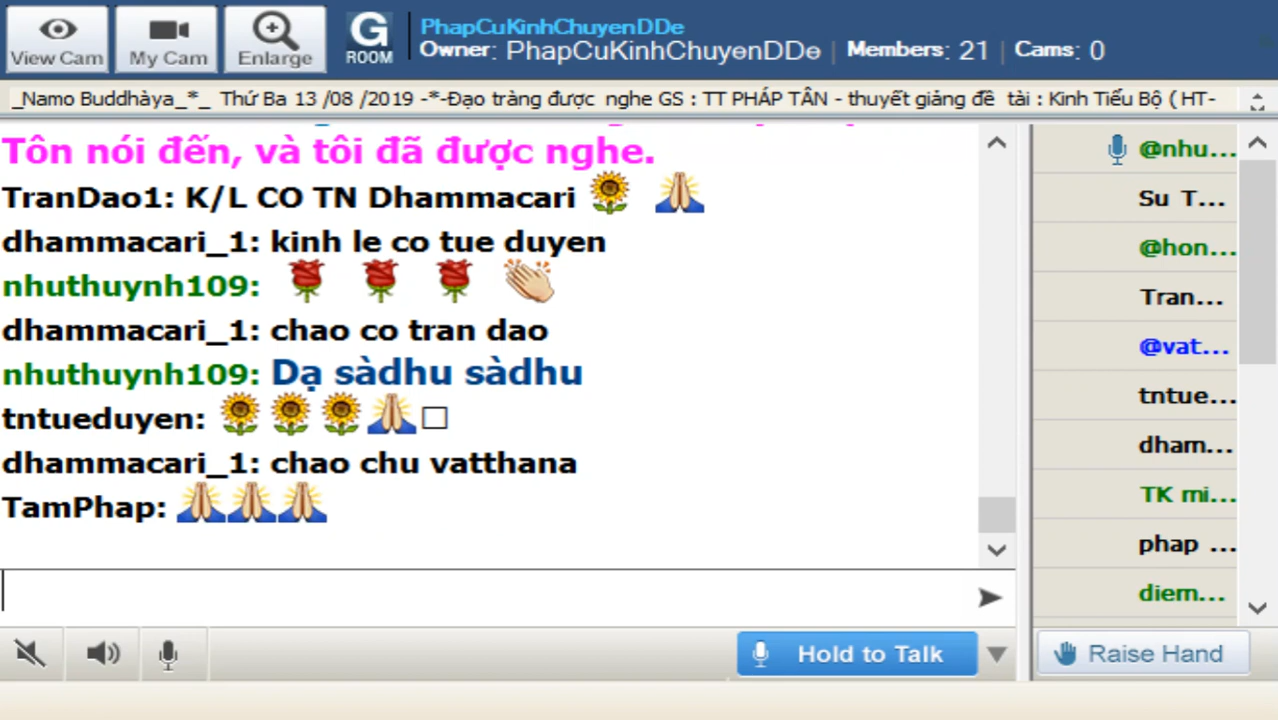 View Cam
My Cam
Enlarge
G ROOM
PhapCuKinhChuyenDDe
Owner: PhapCuKinhChuyenDDe | Members: 21 | Cams: 0
_Namo Buddhàya_*_ Thứ Ba 13 /08 /2019 -*-Đạo tràng được nghe GS : TT PHÁP TÂN - thuyết giảng đề tài : Kinh Tiểu Bộ ( HT-
Tôn nói đến, và tôi đã được nghe.
TranDao1: K/L CO TN Dhammacari
dhammacari_1: kinh le co tue duyen
nhuthuynh109:
dhammacari_1: chao co tran dao
nhuthuynh109: Dạ sàdhu sàdhu
tntueduyen:
dhammacari_1: chao chu vatthana
TamPhap:
@nhu...
Su T...
@hon...
Tran...
@vat...
tntue...
dham...
TK mi...
phap ...
diem...
Hold to Talk
Raise Hand